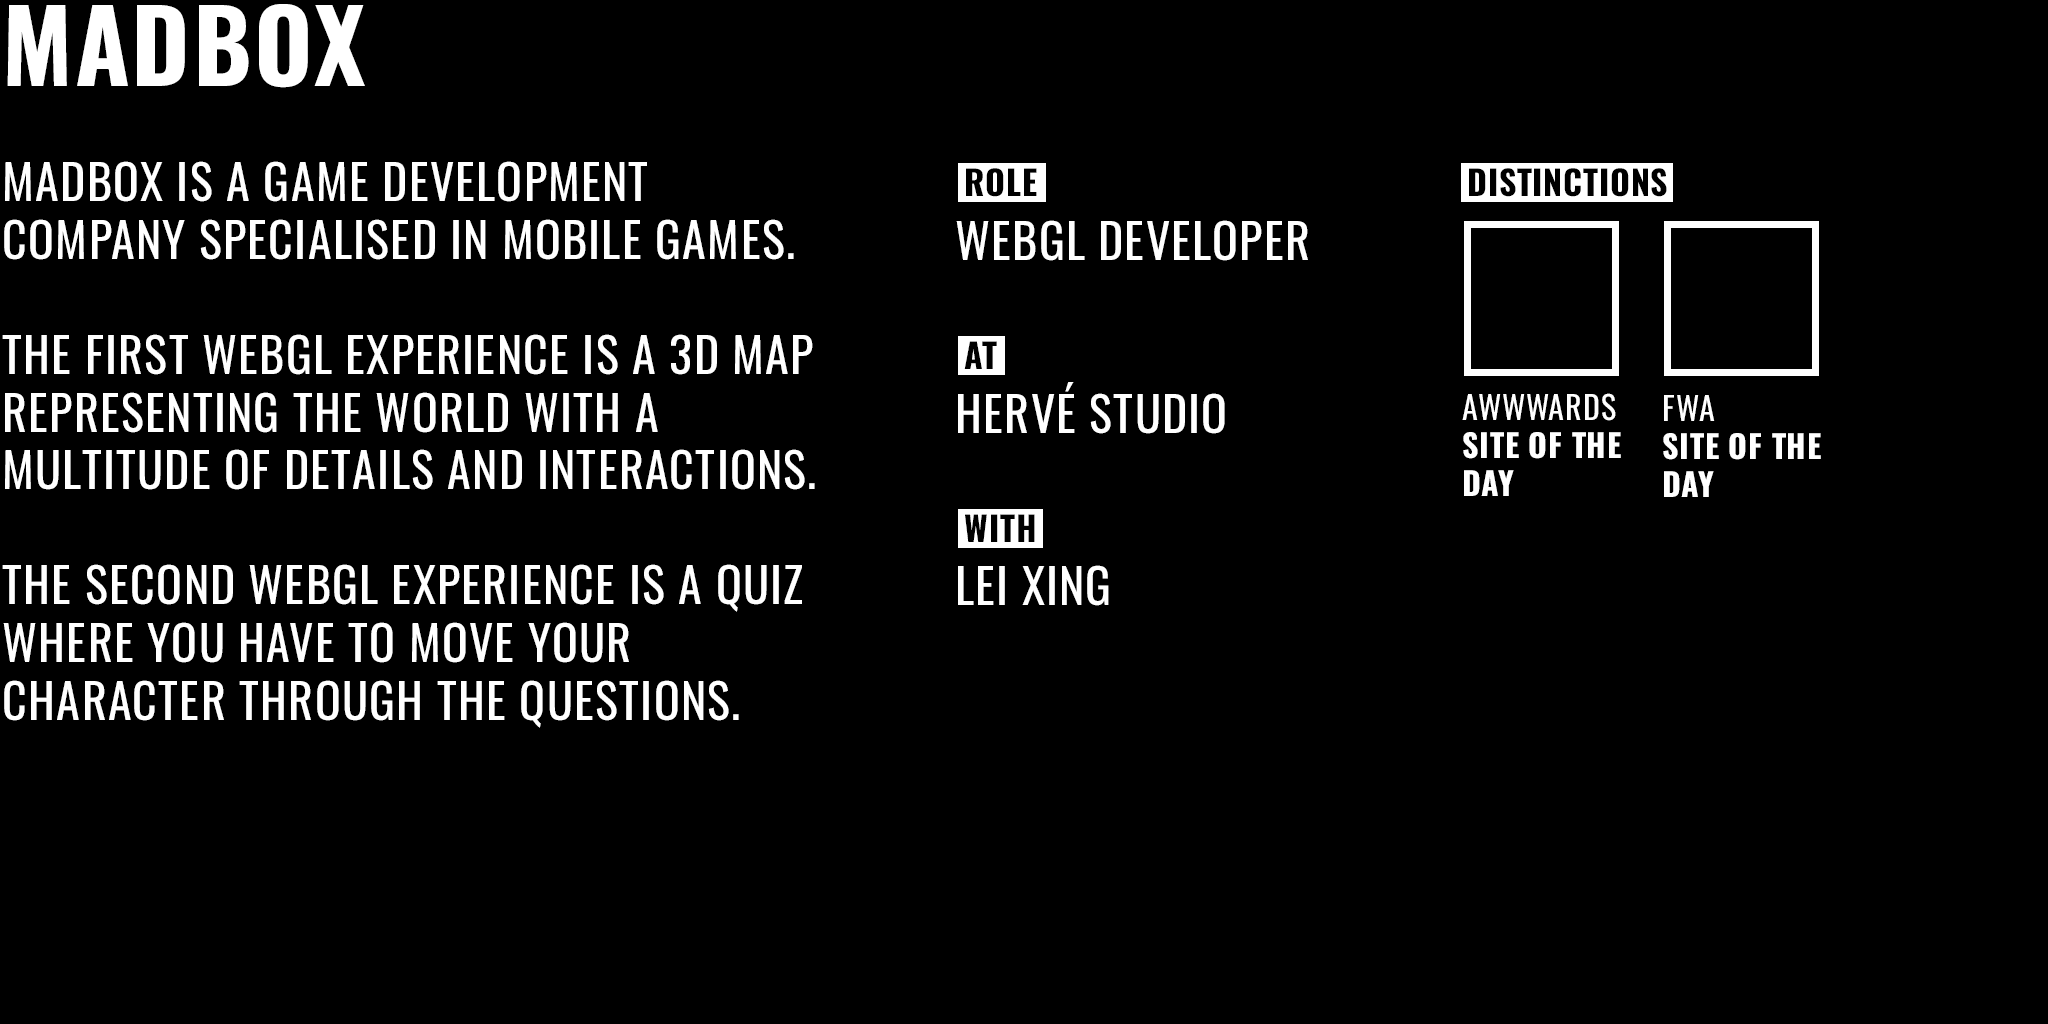 MADBOX
MADBOX IS A GAME DEVELOPMENT
COMPANY SPECIALISED IN MOBILE GAMES.
THE FIRST WEBGL EXPERIENCE IS A 3D MAP
REPRESENTING THE WORLD WITH A
MULTITUDE OF DETAILS AND INTERACTIONS.
THE SECOND WEBGL EXPERIENCE IS A QUIZ
WHERE YOU HAVE TO MOVE YOUR
CHARACTER THROUGH THE QUESTIONS.
ROLE
WEBGL DEVELOPER
AT
HERVÉ STUDIO
WITH
LEI XING
DISTINCTIONS
AWWWARDS
SITE OF THE
DAY
FWA
SITE OF THE
DAY